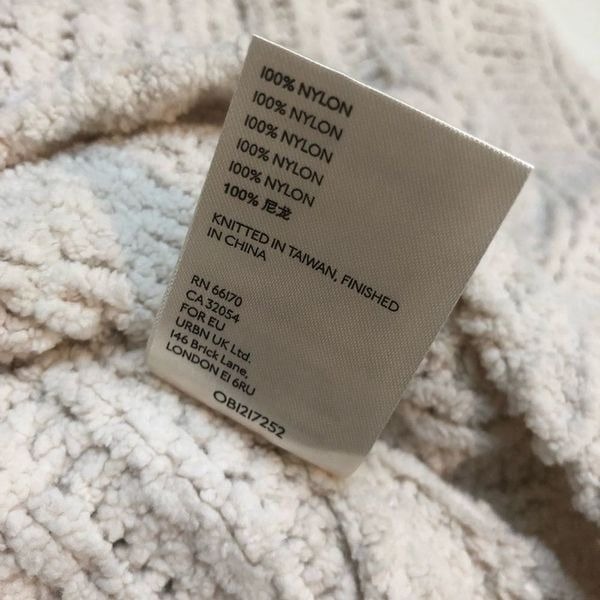 100% NYLON
100% NYLON
100% NYLON
100% NYLON
100% NYLON
100% 尼龙
KNITTED IN TAIWAN, FINISHED
IN CHINA
RN 66170
CA 32054
FOR EU
URBN UK Ltd.
146 Brick Lane,
LONDON E1 6RU
OB1217252